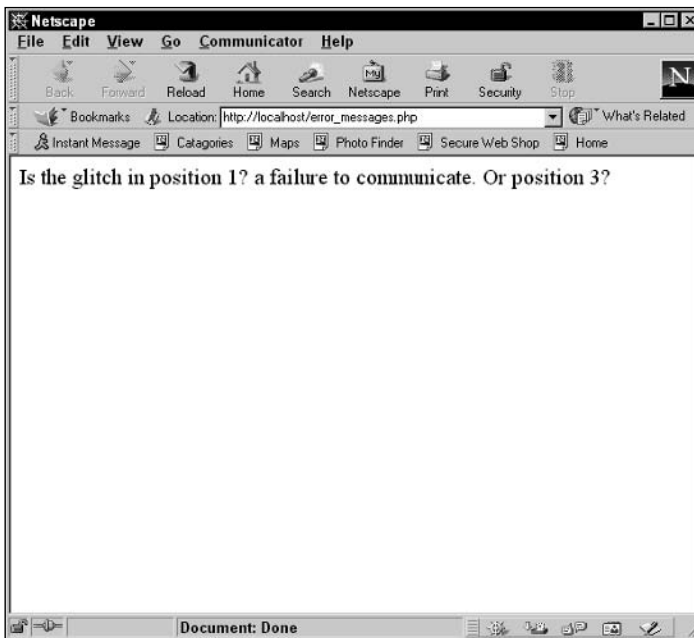 Netscape
File Edit View Go Communicator Help
Back Forward Reload Home Search Netscape Print Security Stop
My
N
Bookmarks Location: http://localhost/error_messages.php What's Related
Instant Message Catagories Maps Photo Finder Secure Web Shop Home
Is the glitch in position 1? a failure to communicate. Or position 3?
Document: Done